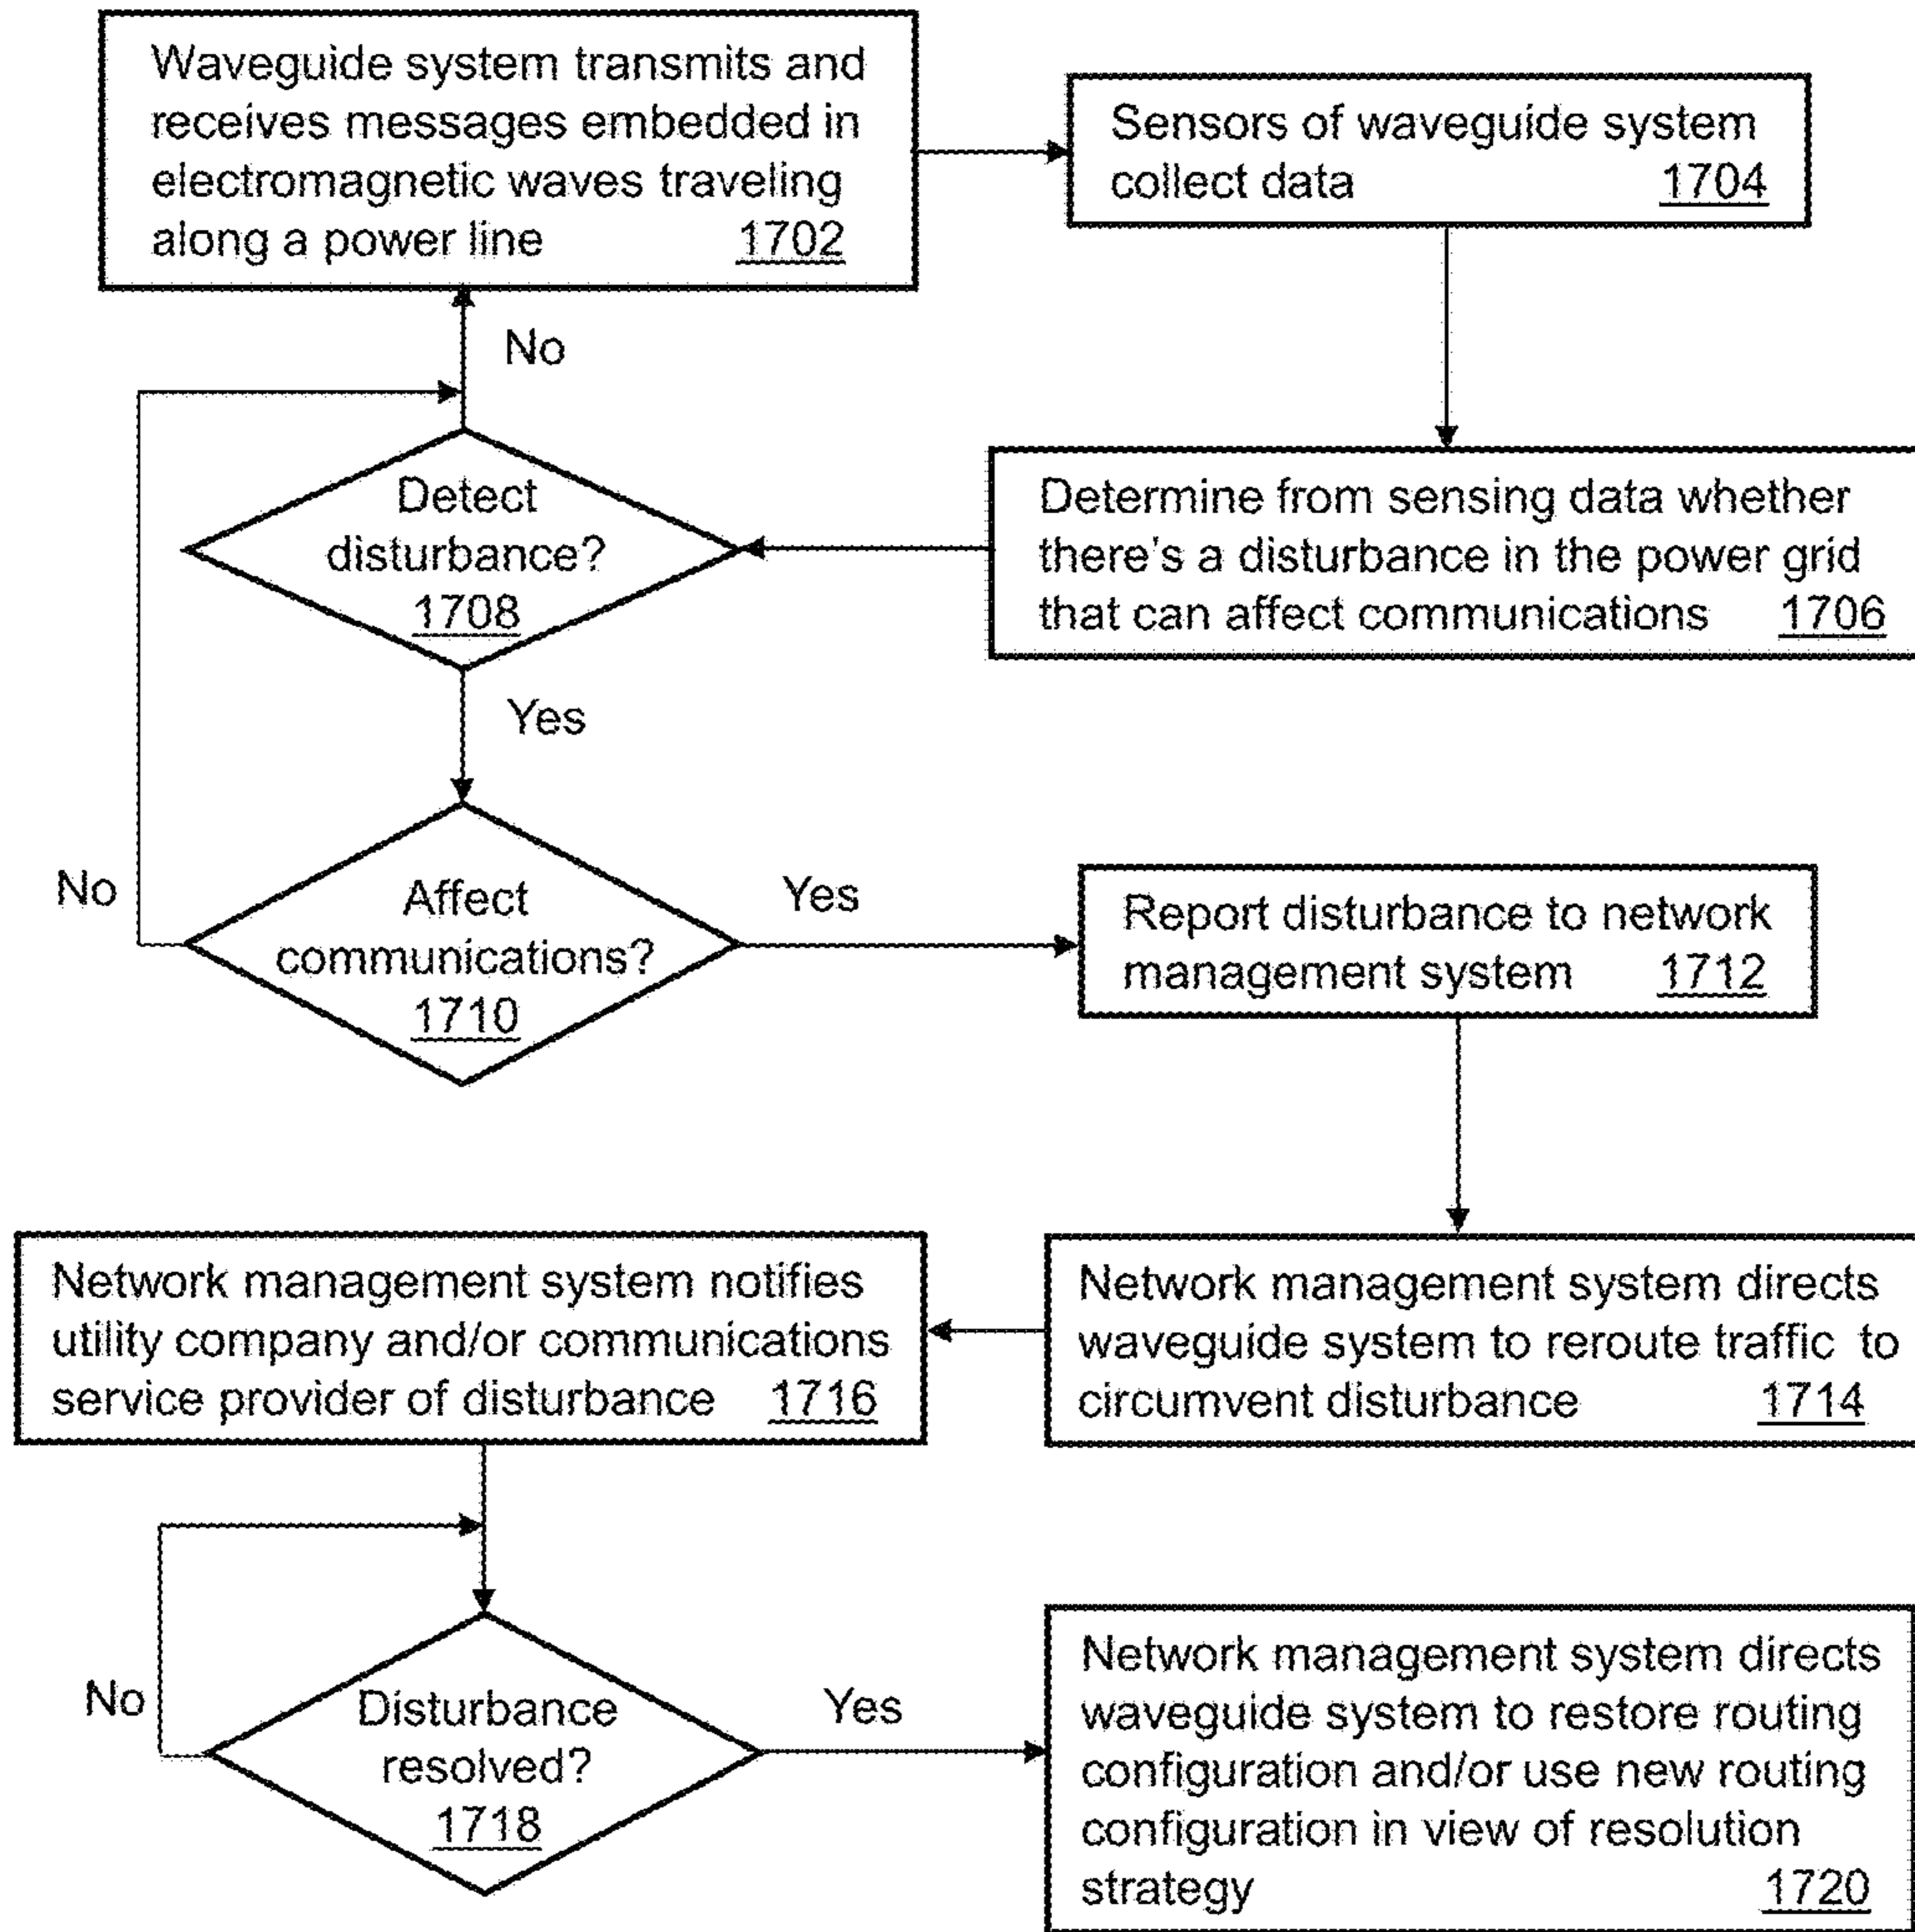 Waveguide system transmits and
receives messages embedded in
electromagnetic waves traveling
along a power line 1702
Sensors of waveguide system
collect data 1704
No
Detect
disturbance?
1708
Determine from sensing data whether
there's a disturbance in the power grid
that can affect communications 1706
Yes
No
Affect
communications?
1710
Yes
Report disturbance to network
management system 1712
Network management system notifies
utility company and/or communications
service provider of disturbance 1716
Network management system directs
waveguide system to reroute traffic to
circumvent disturbance 1714
No
Disturbance
resolved?
1718
Yes
Network management system directs
waveguide system to restore routing
configuration and/or use new routing
configuration in view of resolution
strategy 1720